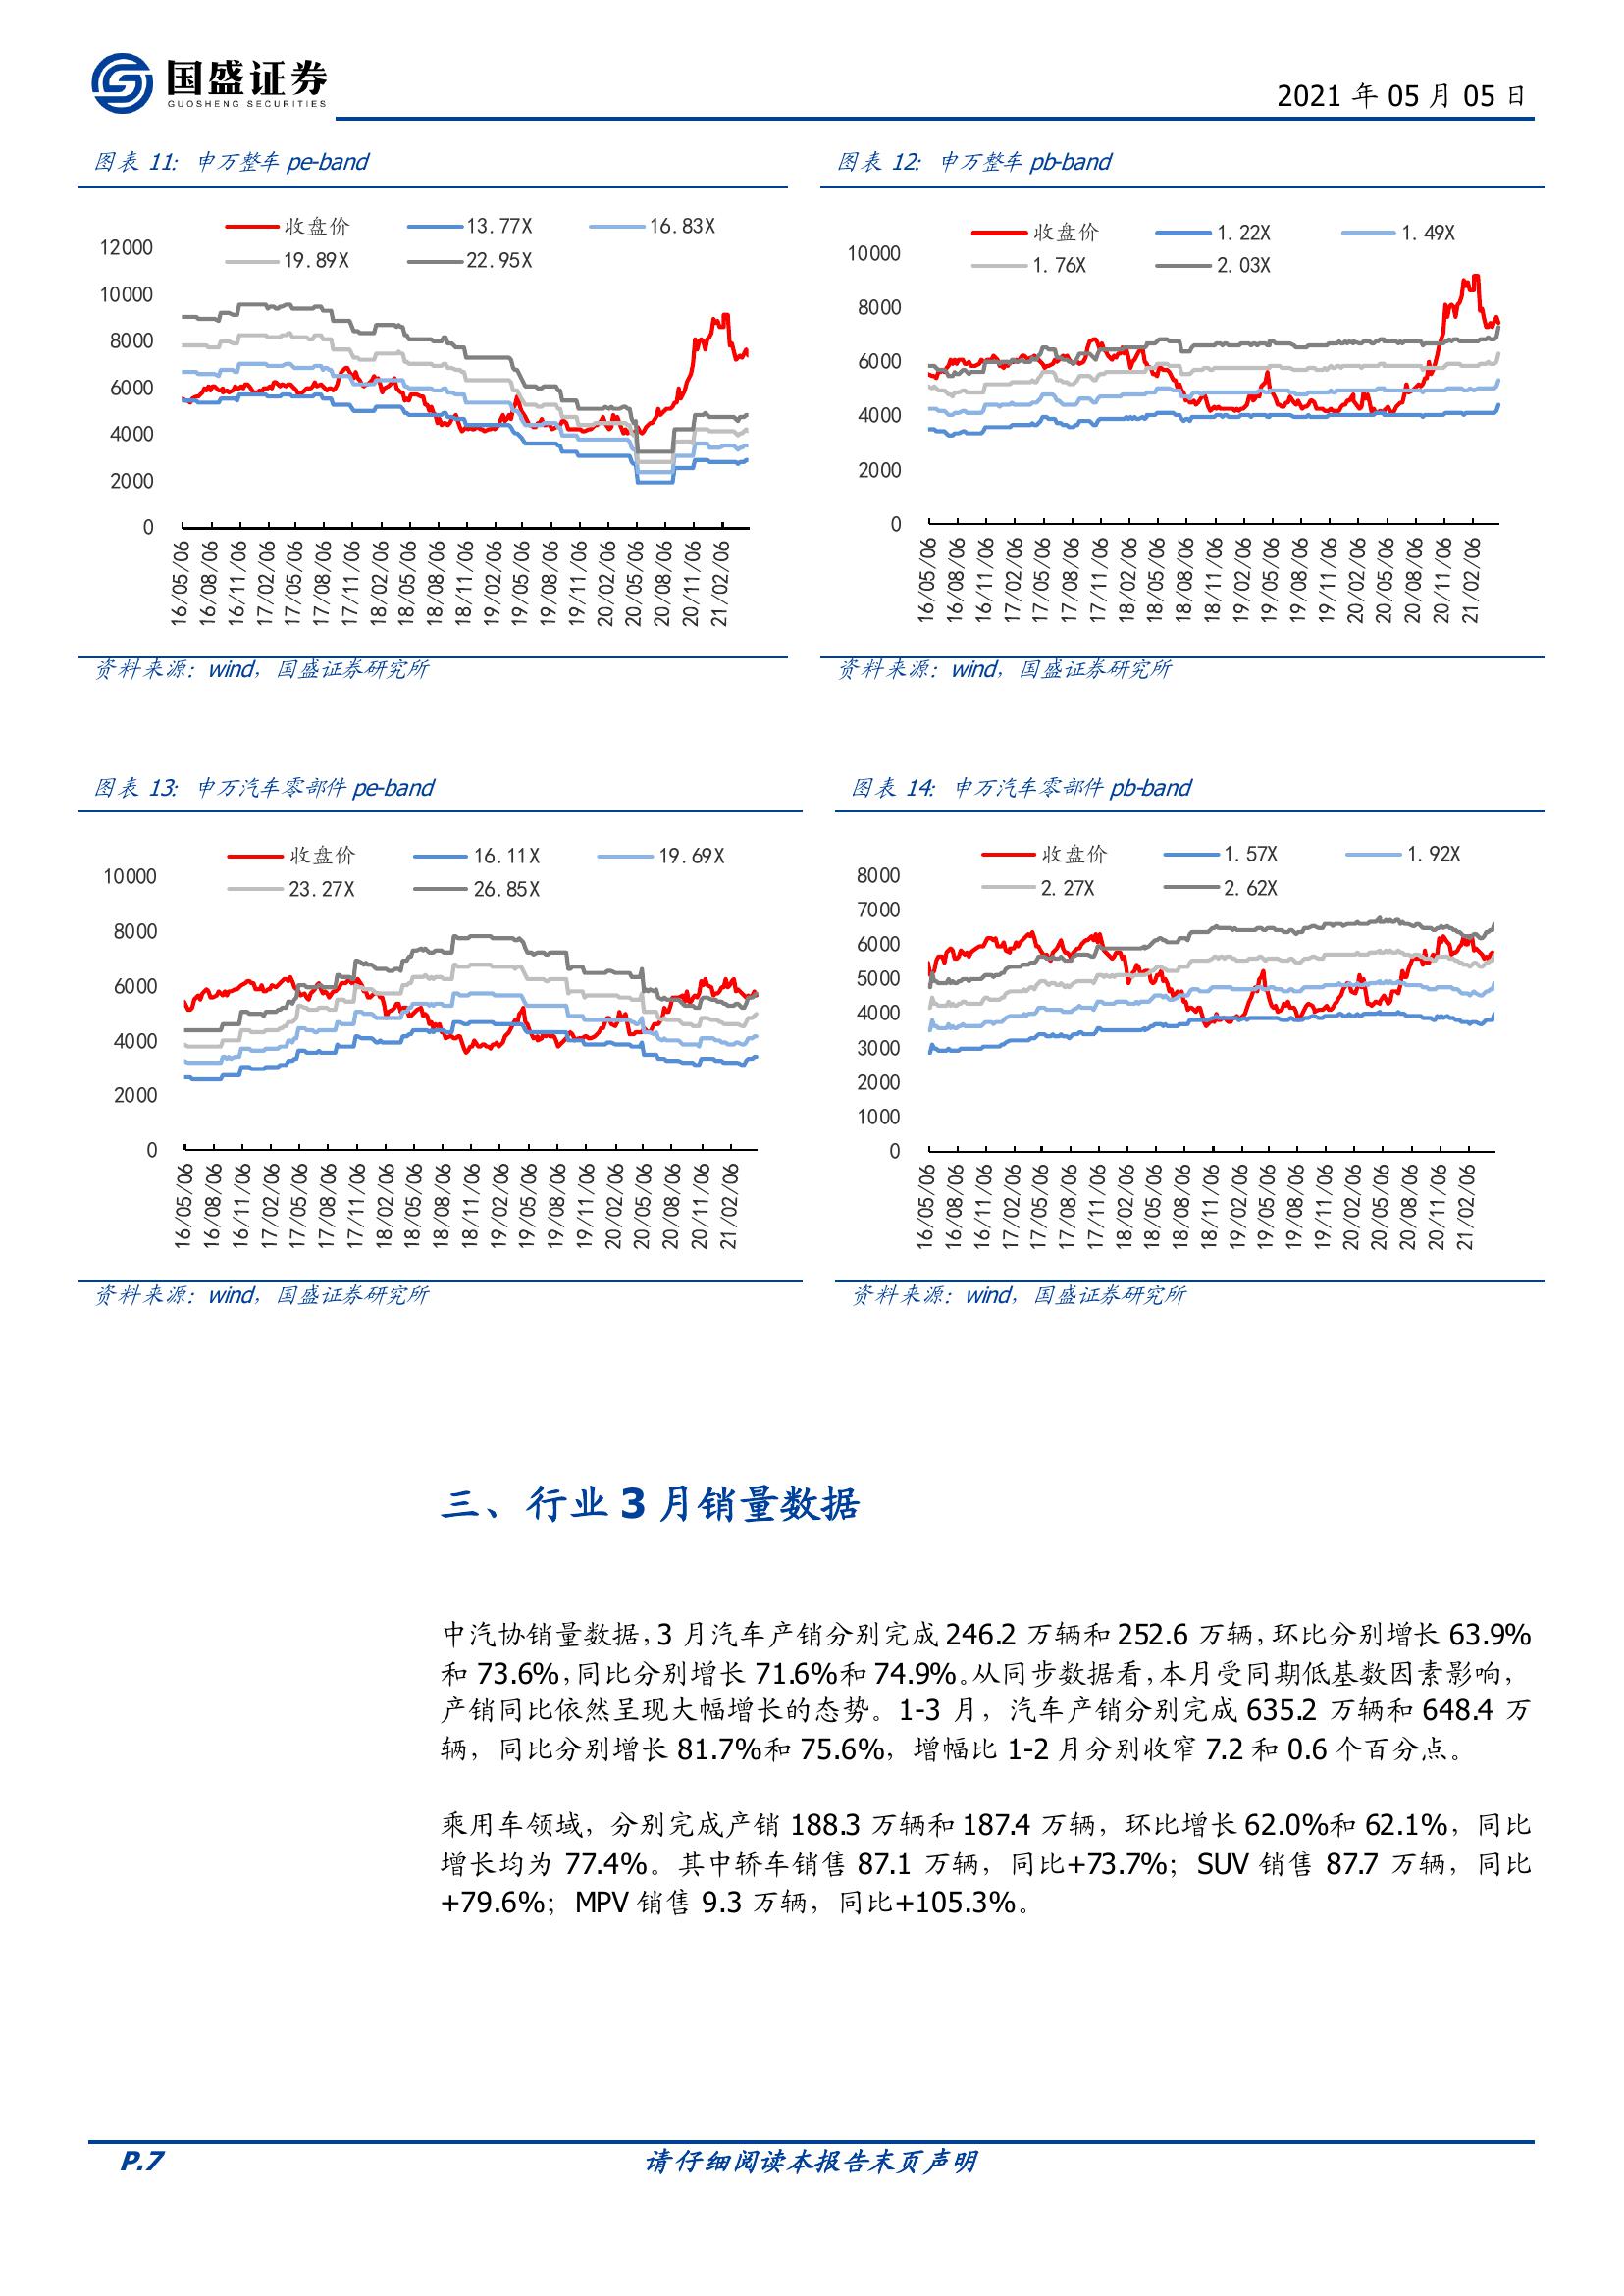 国盛证券
GUOSHENG SECURITIES
2021 年 05 月 05 日
图表 11： 申万整车 pe-band
收盘价 13.77X 16.83X
19.89X 22.95X
12000
10000
8000
6000
4000
2000
0
16/05/06 16/08/06 16/11/06 17/02/06 17/05/06 17/08/06 17/11/06 18/02/06 18/05/06 18/08/06 18/11/06 19/02/06 19/05/06 19/08/06 19/11/06 20/02/06 20/05/06 20/08/06 20/11/06 21/02/06
资料来源：wind，国盛证券研究所
图表 12： 申万整车 pb-band
收盘价 1.22X 1.49X
1.76X 2.03X
10000
8000
6000
4000
2000
0
16/05/06 16/08/06 16/11/06 17/02/06 17/05/06 17/08/06 17/11/06 18/02/06 18/05/06 18/08/06 18/11/06 19/02/06 19/05/06 19/08/06 19/11/06 20/02/06 20/05/06 20/08/06 20/11/06 21/02/06
资料来源：wind，国盛证券研究所
图表 13： 申万汽车零部件 pe-band
收盘价 16.11X 19.69X
23.27X 26.85X
10000
8000
6000
4000
2000
0
16/05/06 16/08/06 16/11/06 17/02/06 17/05/06 17/08/06 17/11/06 18/02/06 18/05/06 18/08/06 18/11/06 19/02/06 19/05/06 19/08/06 19/11/06 20/02/06 20/05/06 20/08/06 20/11/06 21/02/06
资料来源：wind，国盛证券研究所
图表 14： 申万汽车零部件 pb-band
收盘价 1.57X 1.92X
2.27X 2.62X
8000
7000
6000
5000
4000
3000
2000
1000
0
16/05/06 16/08/06 16/11/06 17/02/06 17/05/06 17/08/06 17/11/06 18/02/06 18/05/06 18/08/06 18/11/06 19/02/06 19/05/06 19/08/06 19/11/06 20/02/06 20/05/06 20/08/06 20/11/06 21/02/06
资料来源：wind，国盛证券研究所
三、行业 3 月销量数据
中汽协销量数据，3 月汽车产销分别完成 246.2 万辆和 252.6 万辆，环比分别增长 63.9%
和 73.6%，同比分别增长 71.6%和 74.9%。从同步数据看，本月受同期低基数因素影响，
产销同比依然呈现大幅增长的态势。1-3 月，汽车产销分别完成 635.2 万辆和 648.4 万
辆，同比分别增长 81.7%和 75.6%，增幅比 1-2 月分别收窄 7.2 和 0.6 个百分点。
乘用车领域，分别完成产销 188.3 万辆和 187.4 万辆，环比增长 62.0%和 62.1%，同比
增长均为 77.4%。其中轿车销售 87.1 万辆，同比+73.7%；SUV 销售 87.7 万辆，同比
+79.6%；MPV 销售 9.3 万辆，同比+105.3%。
P.7
请仔细阅读本报告末页声明